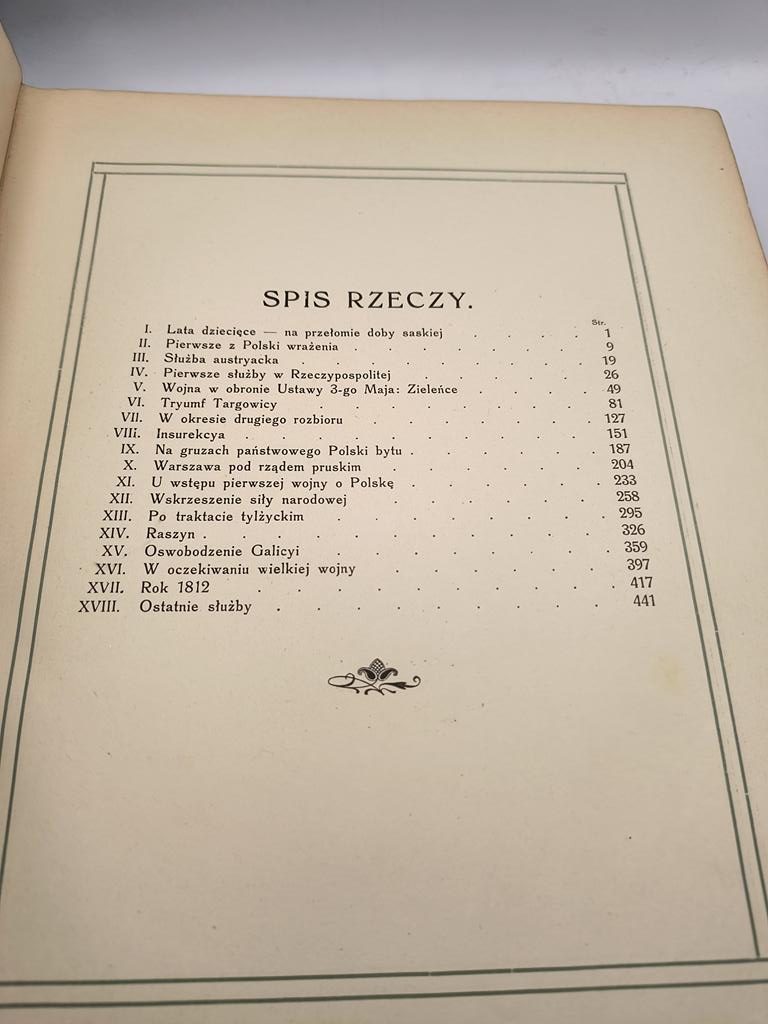 SPIS RZECZY.
Str.
I. Lata dziecięce — na przełomie doby saskiej . . . . 1
II. Pierwsze z Polski wrażenia . . . . . . . 9
III. Służba austryacka . . . . . . . . . 19
IV. Pierwsze służby w Rzeczypospolitej . . . . . . 26
V. Wojna w obronie Ustawy 3-go Maja: Zieleńce . . . . 49
VI. Tryumf Targowicy . . . . . . . . 81
VII. W okresie drugiego rozbioru . . . . . . . 127
VIII. Insurekcya . . . . . . . . . . 151
IX. Na gruzach państwowego Polski bytu . . . . . . 187
X. Warszawa pod rządem pruskim . . . . . . 204
XI. U wstępu pierwszej wojny o Polskę . . . . . . 233
XII. Wskrzeszenie siły narodowej . . . . . . 258
XIII. Po traktacie tylżyckim . . . . . . . . 295
XIV. Raszyn . . . . . . . . . . . 326
XV. Oswobodzenie Galicyi . . . . . . . . 359
XVI. W oczekiwaniu wielkiej wojny . . . . . . 397
XVII. Rok 1812 . . . . . . . . . . 417
XVIII. Ostatnie służby . . . . . . . . . 441